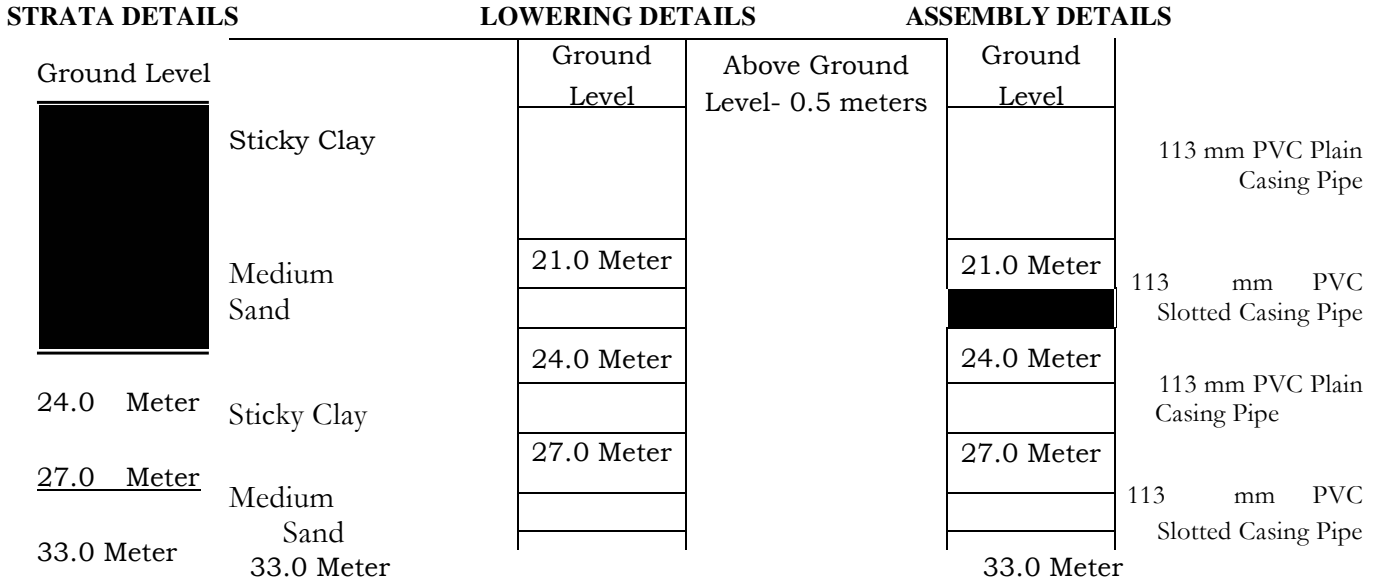 STRATA DETAILS LOWERING DETAILS ASSEMBLY DETAILS
Ground Level
Sticky Clay
Medium
Sand
24.0 Meter
Sticky Clay
27.0 Meter
Medium
Sand
33.0 Meter
33.0 Meter
Ground
Level
21.0 Meter
24.0 Meter
27.0 Meter
Above Ground
Level- 0.5 meters
Ground
Level
21.0 Meter
24.0 Meter
27.0 Meter
33.0 Meter
113 mm PVC Plain
Casing Pipe
113 mm PVC
Slotted Casing Pipe
113 mm PVC Plain
Casing Pipe
113 mm PVC
Slotted Casing Pipe